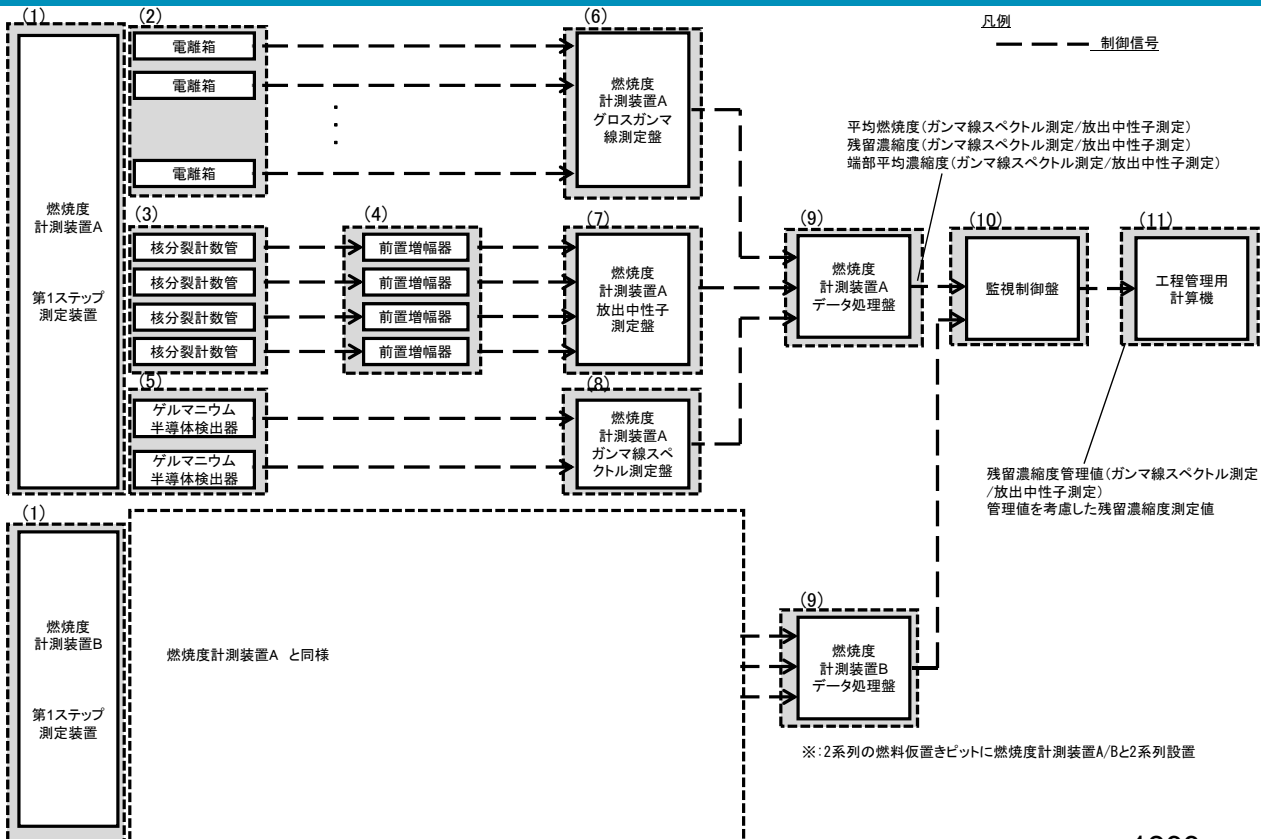 (1)
(2)
(6)
凡例
制御信号
電離箱
電離箱
・
・
・
電離箱
燃焼度
計測装置A
グロスガンマ
線測定盤
平均燃焼度(ガンマ線スペクトル測定/放出中性子測定)
残留濃縮度(ガンマ線スペクトル測定/放出中性子測定)
端部平均濃縮度(ガンマ線スペクトル測定/放出中性子測定)
燃焼度
計測装置A
第1ステップ
測定装置
(3)
(4)
(7)
(9)
(10)
(11)
核分裂計数管
核分裂計数管
核分裂計数管
核分裂計数管
前置増幅器
前置増幅器
前置増幅器
前置増幅器
燃焼度
計測装置A
放出中性子
測定盤
燃焼度
計測装置A
データ処理盤
監視制御盤
工程管理用
計算機
(5)
(8)
ゲルマニウム
半導体検出器
ゲルマニウム
半導体検出器
燃焼度
計測装置A
ガンマ線スペ
クトル測定盤
残留濃縮度管理値(ガンマ線スペクトル測定
/放出中性子測定)
管理値を考慮した残留濃縮度測定値
(1)
燃焼度
計測装置B
第1ステップ
測定装置
燃焼度計測装置A と同様
(9)
燃焼度
計測装置B
データ処理盤
※:2系列の燃料仮置きピットに燃焼度計測装置A/Bと2系列設置